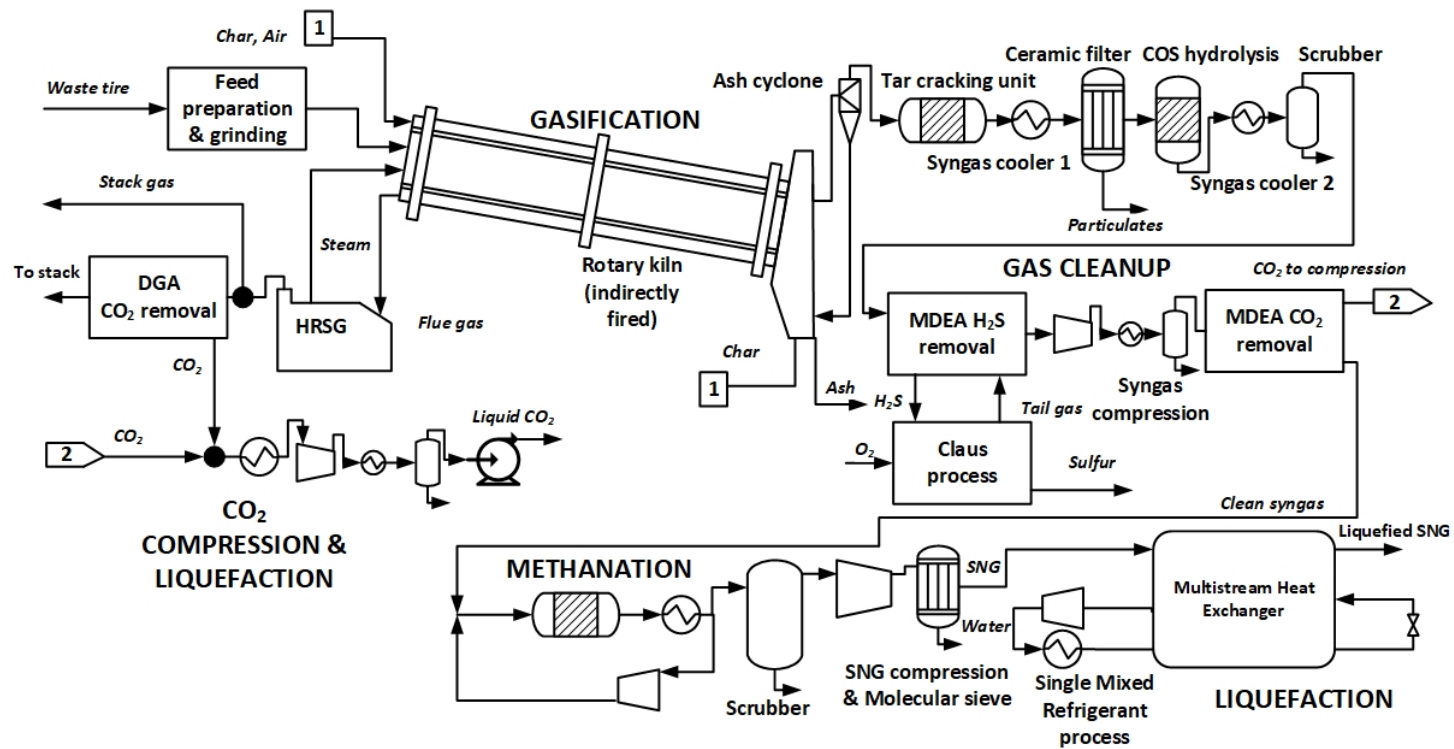 Char, Air
1
Waste tire
Feed
preparation
& grinding
GASIFICATION
Ash cyclone
Tar cracking unit
Ceramic filter
COS hydrolysis
Scrubber
Syngas cooler 1
Syngas cooler 2
Particulates
Stack gas
Steam
To stack
DGA
CO₂ removal
HRSG
Flue gas
Rotary kiln
(indirectly
fired)
GAS CLEANUP
CO₂ to compression
2
MDEA H₂S
removal
MDEA CO₂
removal
Syngas
compression
Char
1
Ash
H₂S
Tail gas
O₂
Claus
process
Sulfur
Clean syngas
CO₂
2
CO₂
Liquid CO₂
CO₂
COMPRESSION &
LIQUEFACTION
METHANATION
Scrubber
SNG
Water
SNG compression
& Molecular sieve
Single Mixed
Refrigerant
process
Multistream Heat
Exchanger
Liquefied SNG
LIQUEFACTION